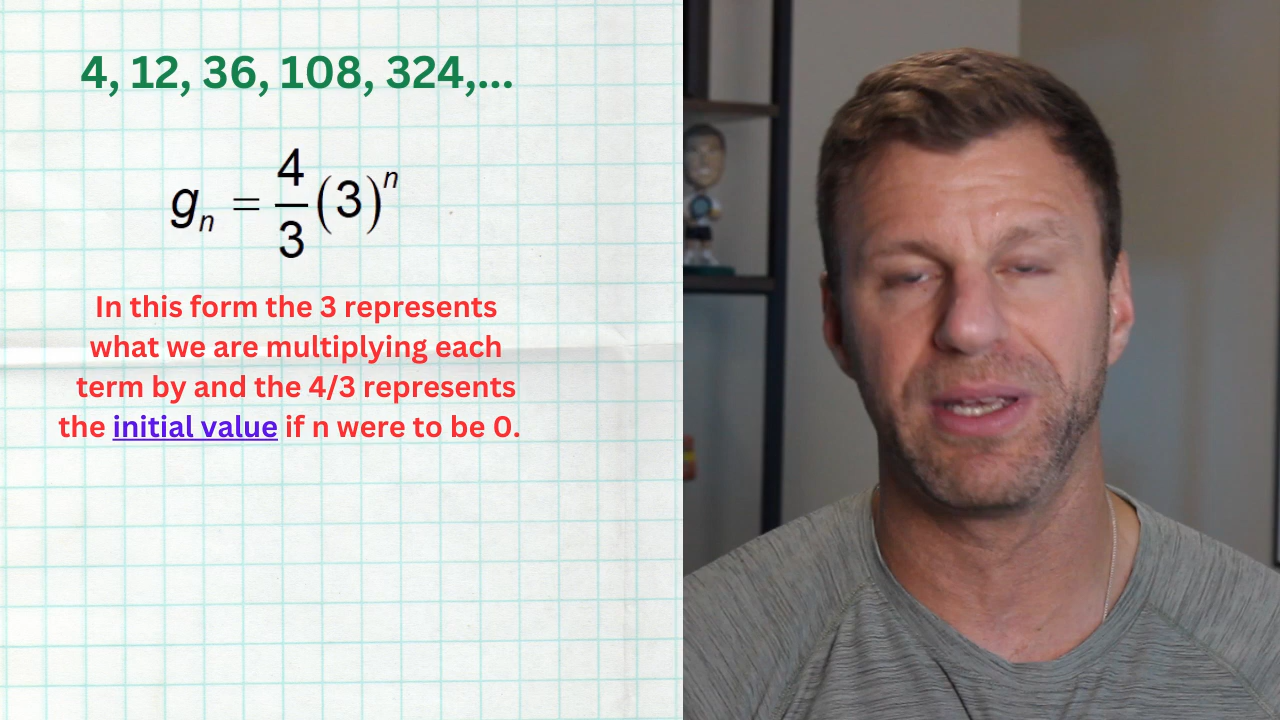 4, 12, 36, 108, 324,...
gₙ = 4/3 (3)ⁿ
In this form the 3 represents
what we are multiplying each
term by and the 4/3 represents
the initial value if n were to be 0.